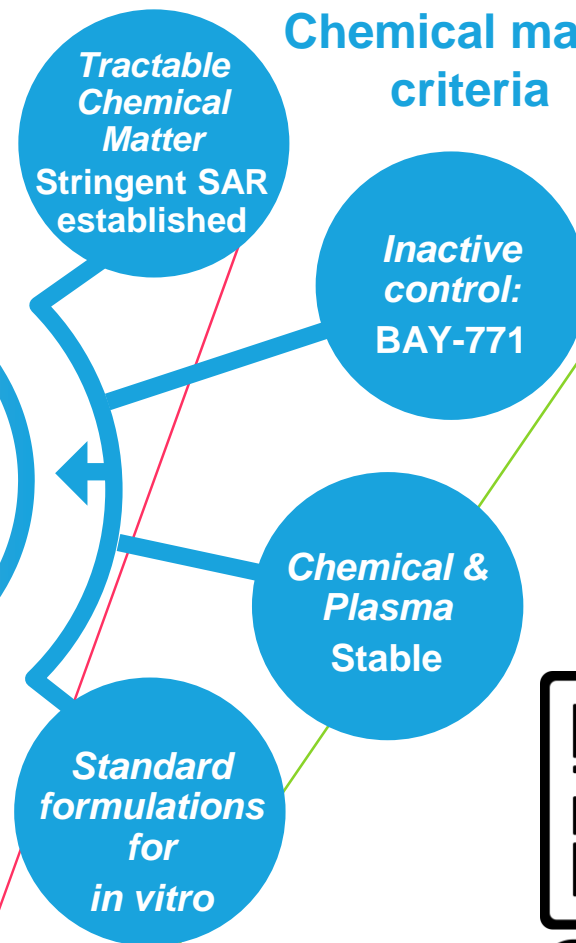 Chemical ma
criteria
Tractable
Chemical
Matter
Stringent SAR
established
Inactive
control:
BAY-771
Chemical &
Plasma
Stable
Standard
formulations
for
in vitro